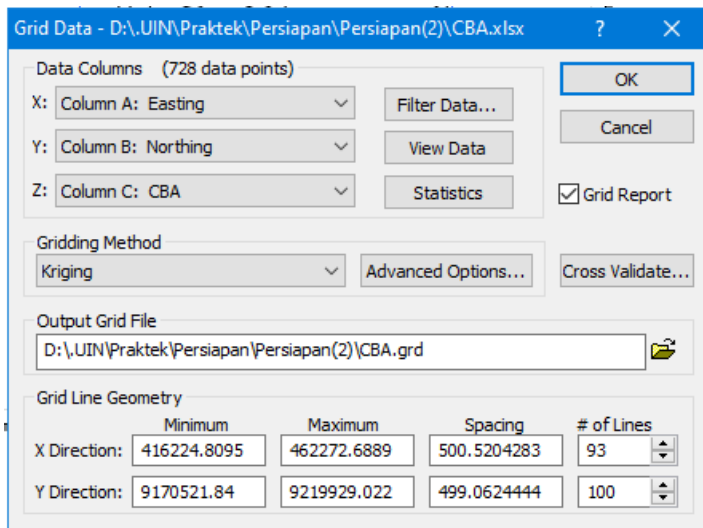 Grid Data - D:\.UIN\Praktek\Persiapan\Persiapan(2)\CBA.xlsx ? ×
Data Columns (728 data points)
OK
X: Column A: Easting
Filter Data...
Cancel
Y: Column B: Northing
View Data
Z: Column C: CBA
Statistics
Grid Report
Gridding Method
Kriging
Advanced Options...
Cross Validate...
Output Grid File
D:\.UIN\Praktek\Persiapan\Persiapan(2)\CBA.grd
Grid Line Geometry
Minimum Maximum Spacing # of Lines
X Direction: 416224.8095 462272.6889 500.5204283 93
Y Direction: 9170521.84 9219929.022 499.0624444 100